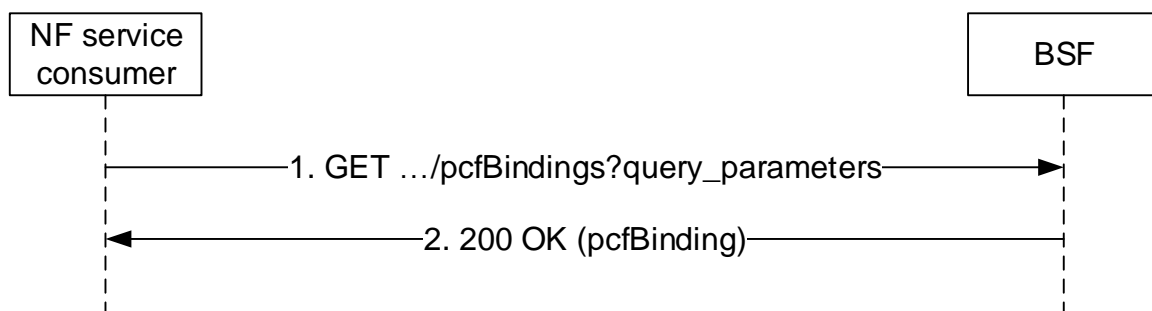 NF service
consumer
BSF
1. GET …/pcfBindings?query_parameters
2. 200 OK (pcfBinding)